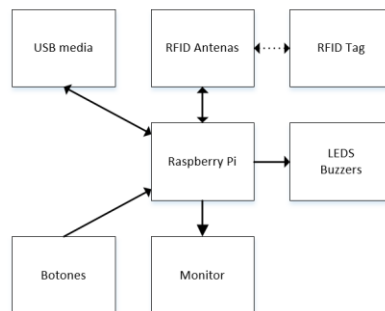 USB media
RFID Antenas
RFID Tag
Raspberry Pi
LEDS
Buzzers
Botones
Monitor